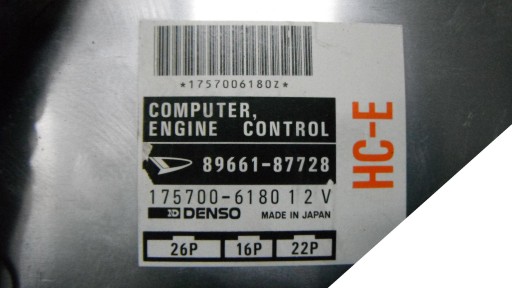 *1757006180Z*
COMPUTER,
ENGINE CONTROL
89661-87728
175700-6180 12V
DENSO MADE IN JAPAN
26P 16P 22P
HC-E